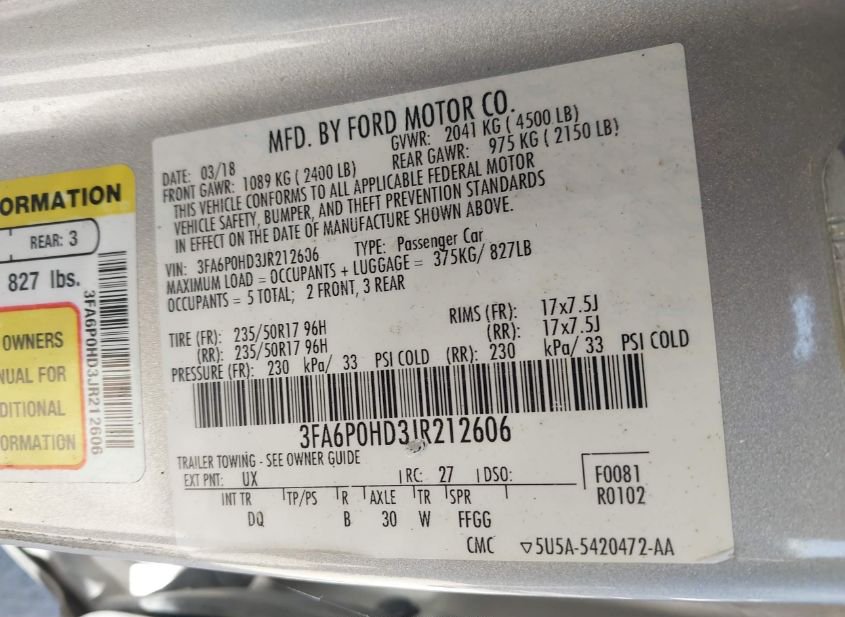 ORMATION
REAR: 3
827 lbs.
OWNERS
NUAL FOR
DITIONAL
ORMATION
3FA6P0HD3JR212606
MFD. BY FORD MOTOR CO.
DATE: 03/18 GVWR: 2041 KG ( 4500 LB)
FRONT GAWR: 1089 KG ( 2400 LB) REAR GAWR: 975 KG ( 2150 LB)
THIS VEHICLE CONFORMS TO ALL APPLICABLE FEDERAL MOTOR
VEHICLE SAFETY, BUMPER, AND THEFT PREVENTION STANDARDS
IN EFFECT ON THE DATE OF MANUFACTURE SHOWN ABOVE.
VIN: 3FA6P0HD3JR212606 TYPE: Passenger Car
MAXIMUM LOAD = OCCUPANTS + LUGGAGE = 375KG/ 827LB
OCCUPANTS = 5 TOTAL; 2 FRONT, 3 REAR
TIRE (FR): 235/50R17 96H RIMS (FR): 17x7.5J
(RR): 235/50R17 96H (RR): 17x7.5J
PRESSURE (FR): 230 kPa/ 33 PSI COLD (RR): 230 kPa/ 33 PSI COLD
3FA6P0HD3JR212606
TRAILER TOWING - SEE OWNER GUIDE
EXT PNT: UX RC: 27 DSO: F0081
INT TR TP/PS R AXLE TR SPR R0102
DQ B 30 W FFGG
CMC ▽5U5A-5420472-AA